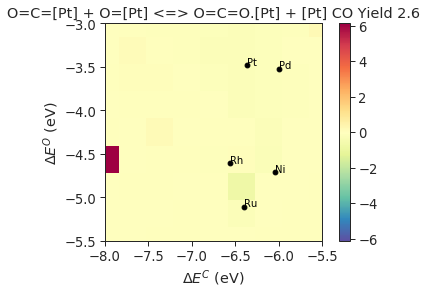 O=C=[Pt] + O=[Pt] <=> O=C=O.[Pt] + [Pt] CO Yield 2.6
−3.0
−3.5
−4.0
−4.5
−5.0
−5.5
ΔE^O (eV)
Pt
Pd
Rh
Ni
Ru
−8.0 −7.5 −7.0 −6.5 −6.0 −5.5
ΔE^C (eV)
6
4
2
0
−2
−4
−6